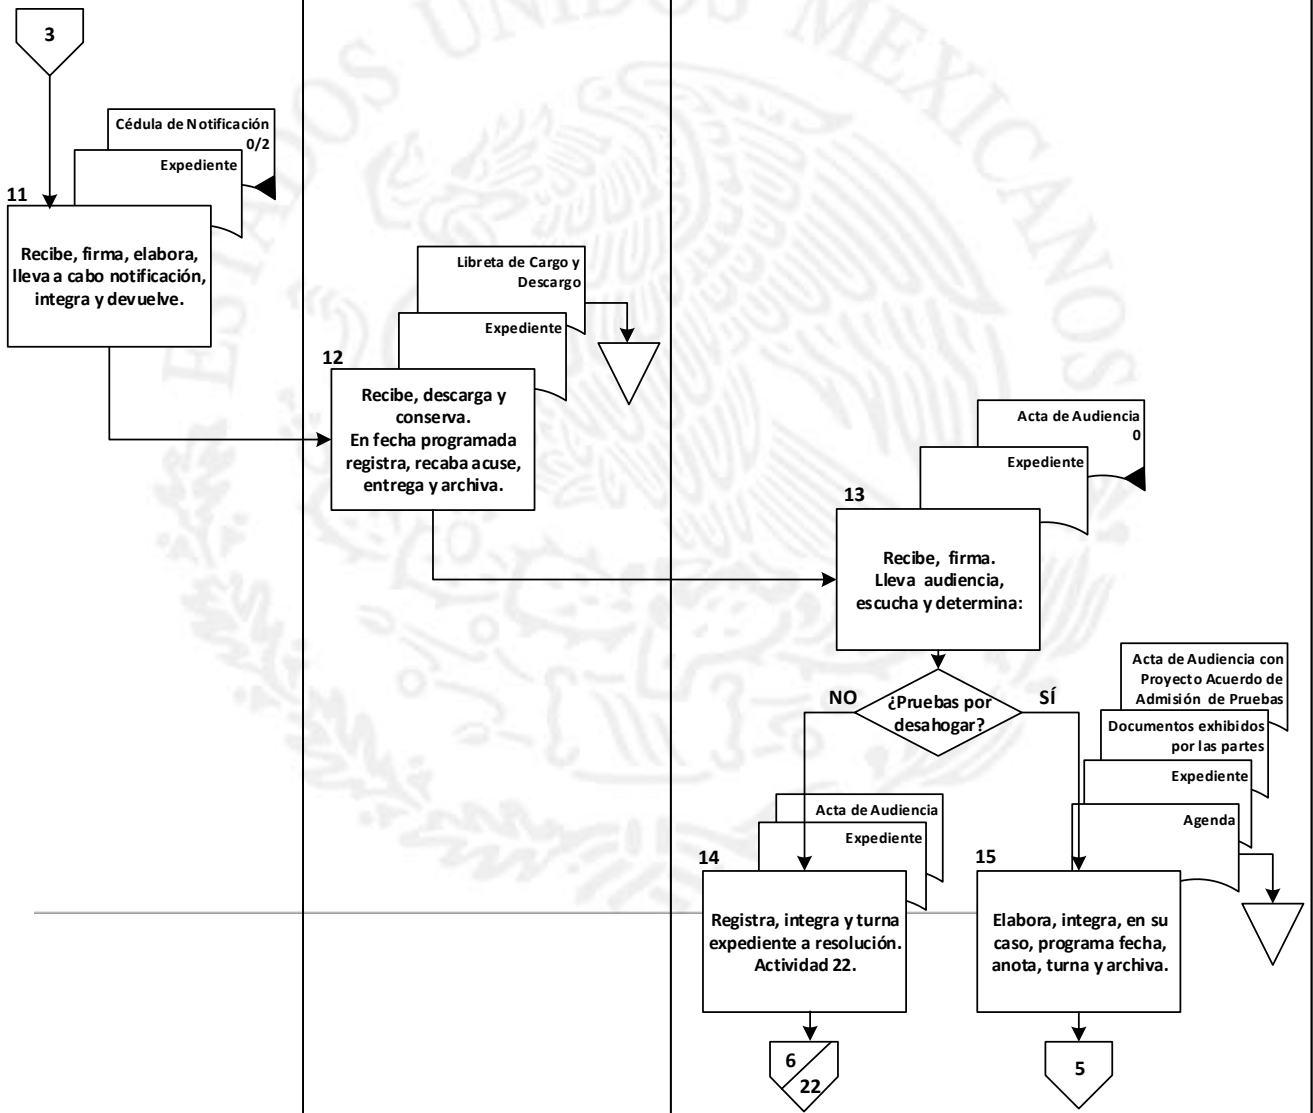 ESTADOS UNIDOS MEXICANOS
3
Cédula de Notificación
0/2
Expediente
11
Recibe, firma, elabora,
lleva a cabo notificación,
integra y devuelve.
Libreta de Cargo y
Descargo
Expediente
12
Recibe, descarga y
conserva.
En fecha programada
registra, recaba acuse,
entrega y archiva.
Acta de Audiencia
0
Expediente
13
Recibe, firma.
Lleva audiencia,
escucha y determina:
¿Pruebas por
desahogar?
NO
SÍ
Acta de Audiencia con
Proyecto Acuerdo de
Admisión de Pruebas
Documentos exhibidos
por las partes
Expediente
Agenda
Acta de Audiencia
Expediente
14
Registra, integra y turna
expediente a resolución.
Actividad 22.
15
Elabora, integra, en su
caso, programa fecha,
anota, turna y archiva.
6
22
5